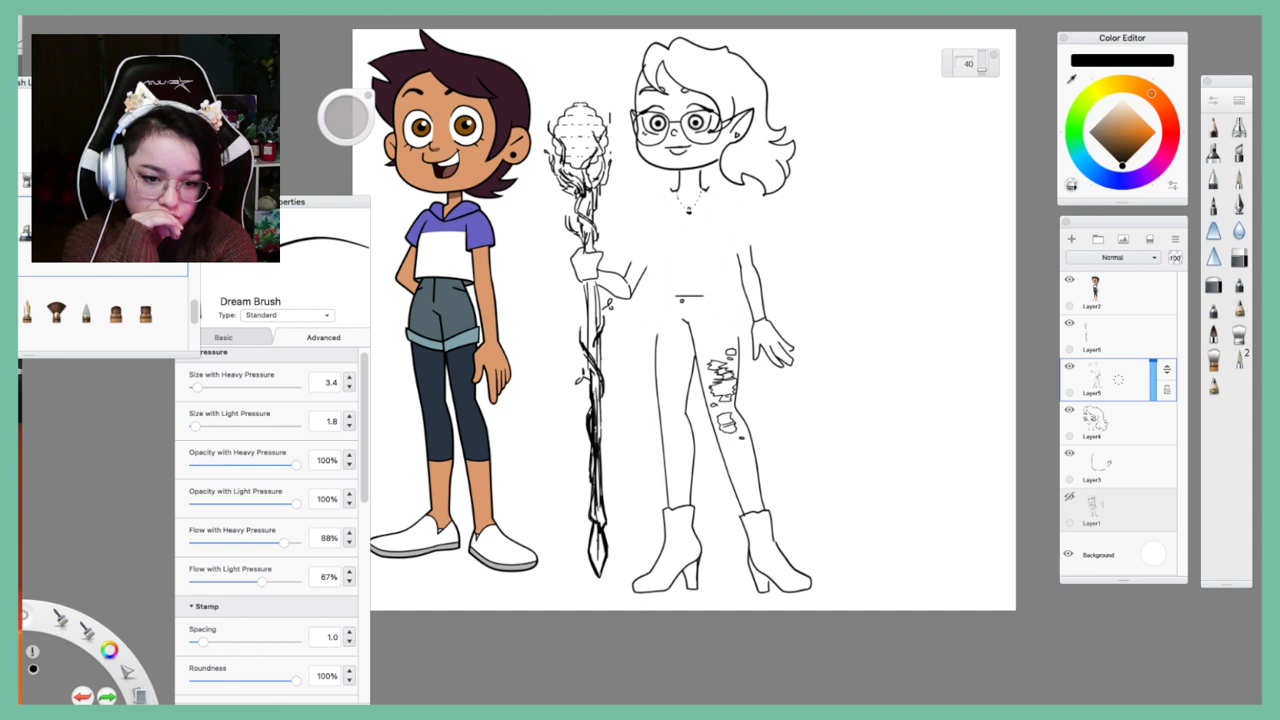 Color Editor
40
Dream Brush
Type: Standard
Basic
Advanced
Size with Heavy Pressure
3.4
Size with Light Pressure
1.8
Opacity with Heavy Pressure
100%
Opacity with Light Pressure
100%
Flow with Heavy Pressure
88%
Flow with Light Pressure
67%
Stamp
Spacing
1.0
Roundness
100%
Normal
100
Layer2
Layer6
Layer5
Layer4
Layer3
Layer1
Background
2